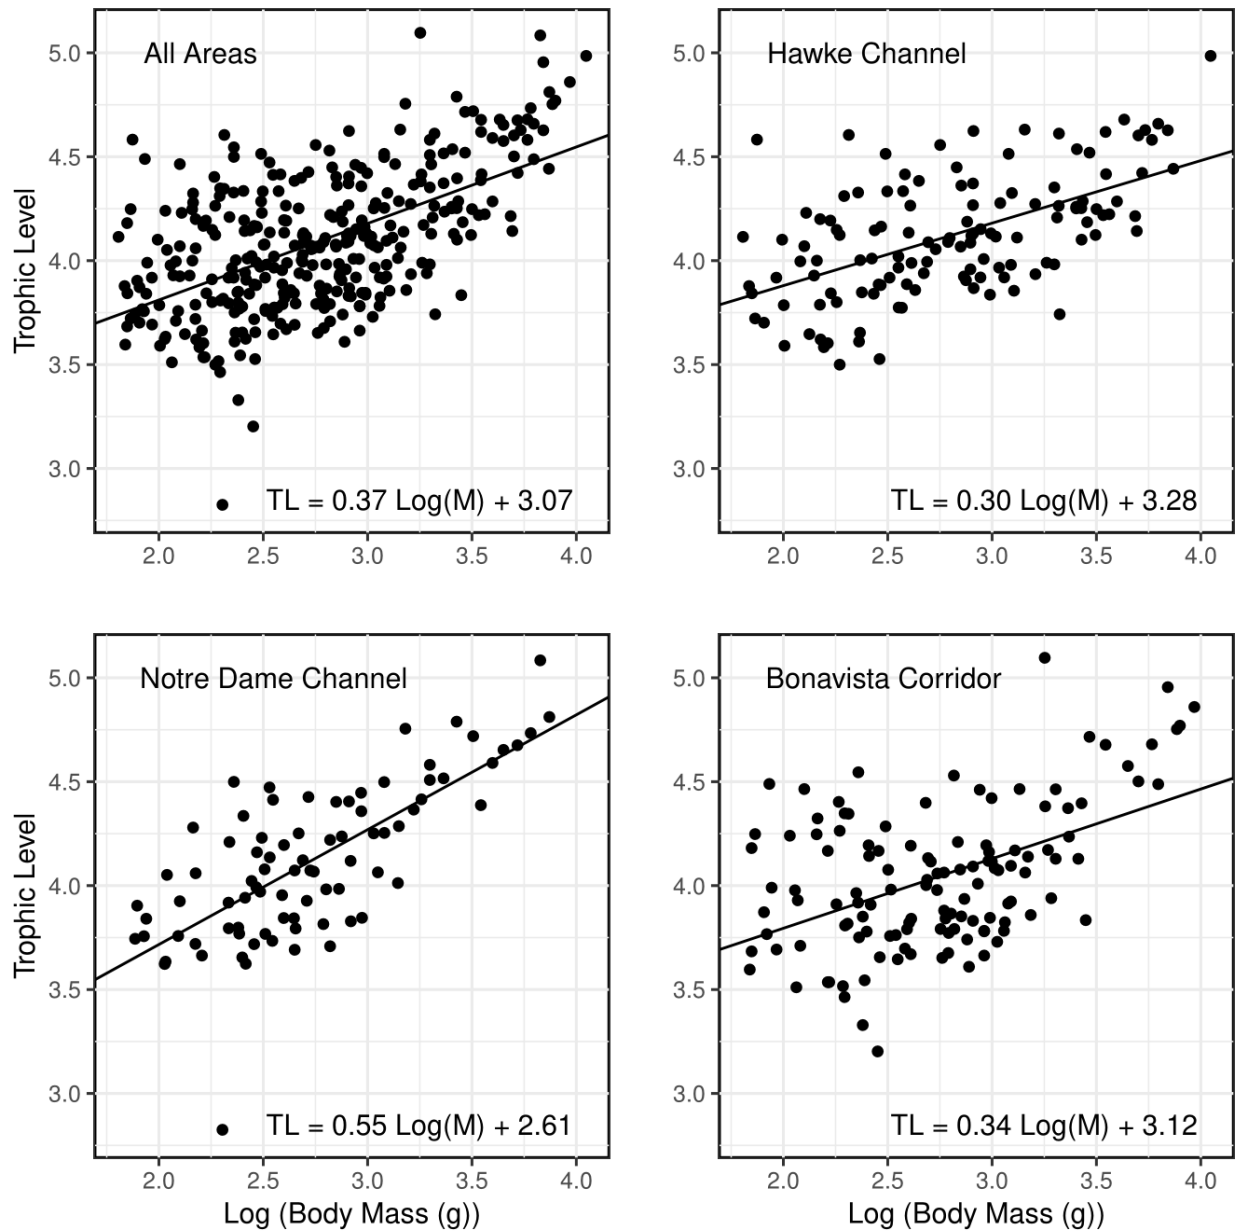 All Areas
Hawke Channel
5.0
4.5
4.0
3.5
3.0
Trophic Level
TL = 0.37 Log(M) + 3.07
2.0 2.5 3.0 3.5 4.0
5.0
4.5
4.0
3.5
3.0
TL = 0.30 Log(M) + 3.28
2.0 2.5 3.0 3.5 4.0
Notre Dame Channel
Bonavista Corridor
5.0
4.5
4.0
3.5
3.0
Trophic Level
TL = 0.55 Log(M) + 2.61
2.0 2.5 3.0 3.5 4.0
Log (Body Mass (g))
5.0
4.5
4.0
3.5
3.0
TL = 0.34 Log(M) + 3.12
2.0 2.5 3.0 3.5 4.0
Log (Body Mass (g))